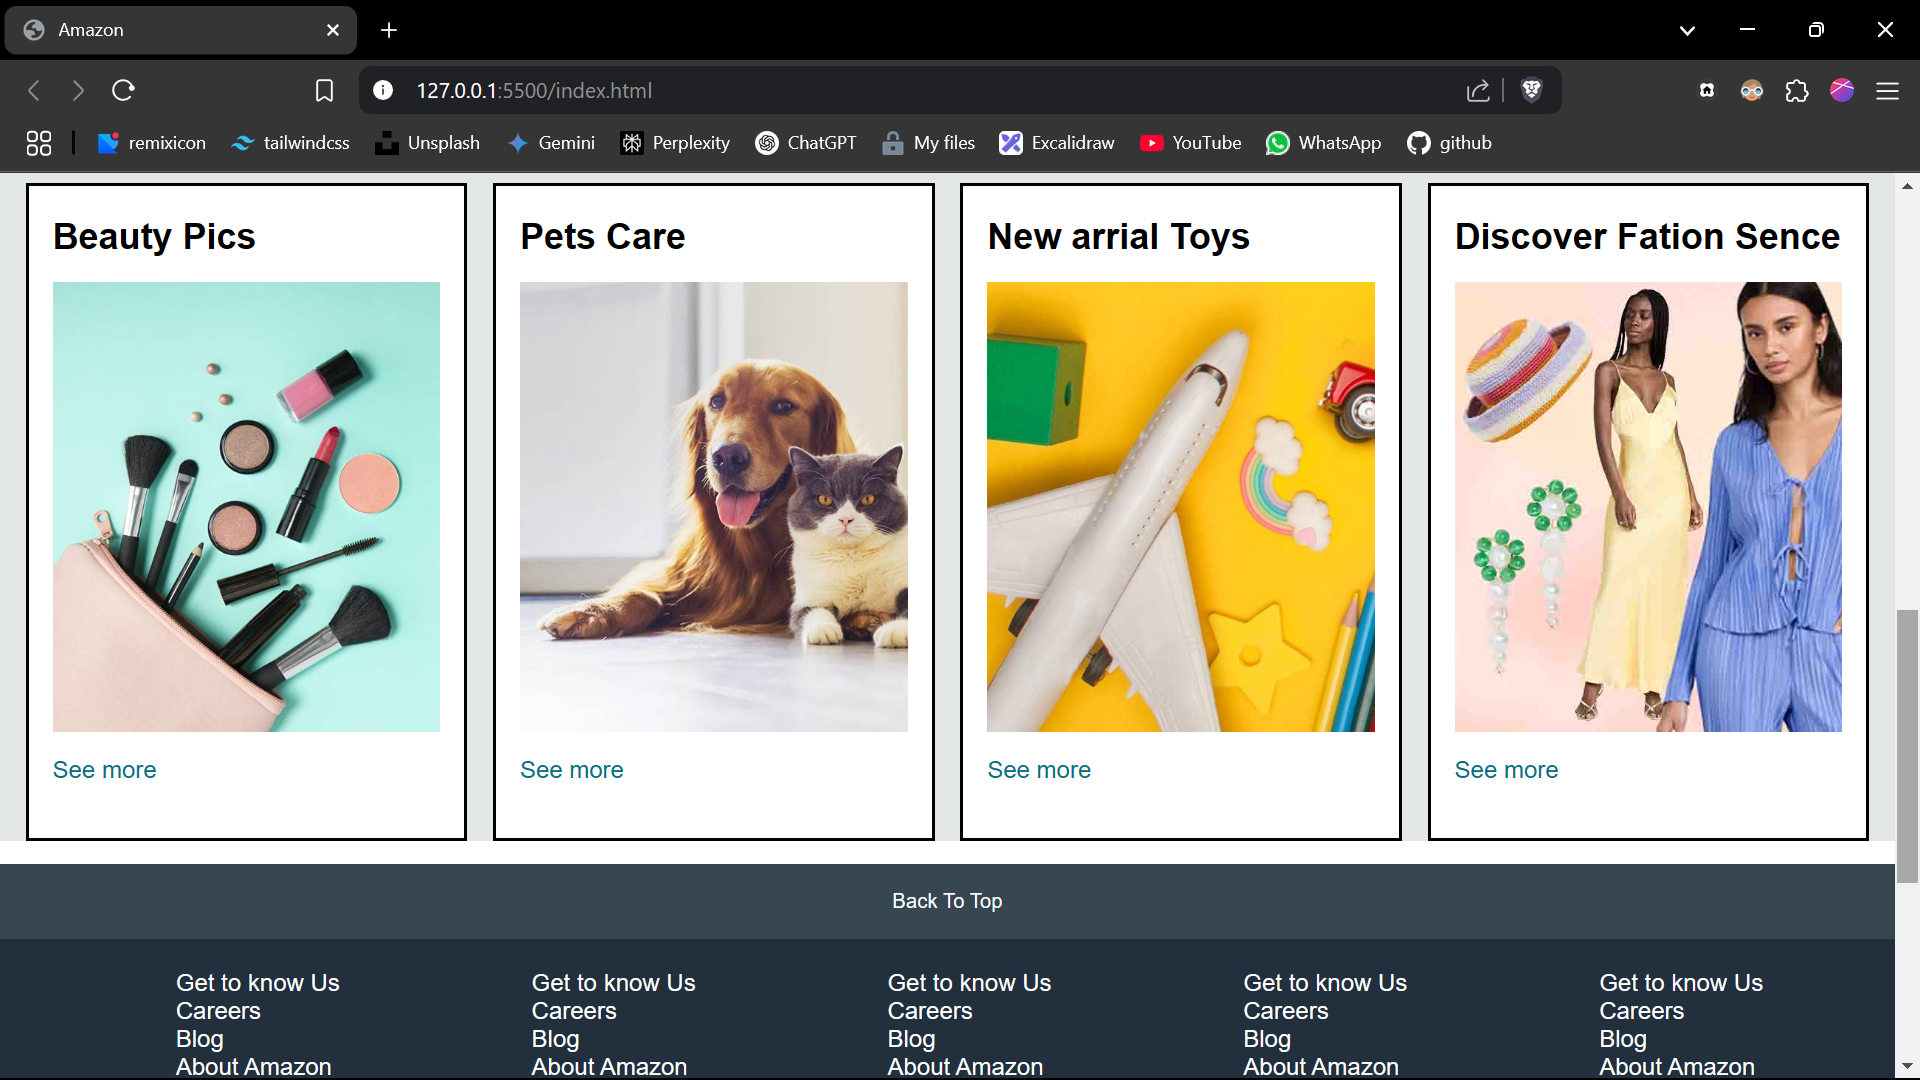 Amazon
127.0.0.1:5500/index.html
remixicon tailwindcss Unsplash Gemini Perplexity ChatGPT My files Excalidraw YouTube WhatsApp github
Beauty Pics
Pets Care
New arrial Toys
Discover Fation Sence
See more
See more
See more
See more
Back To Top
Get to know Us
Careers
Blog
About Amazon
Get to know Us
Careers
Blog
About Amazon
Get to know Us
Careers
Blog
About Amazon
Get to know Us
Careers
Blog
About Amazon
Get to know Us
Careers
Blog
About Amazon